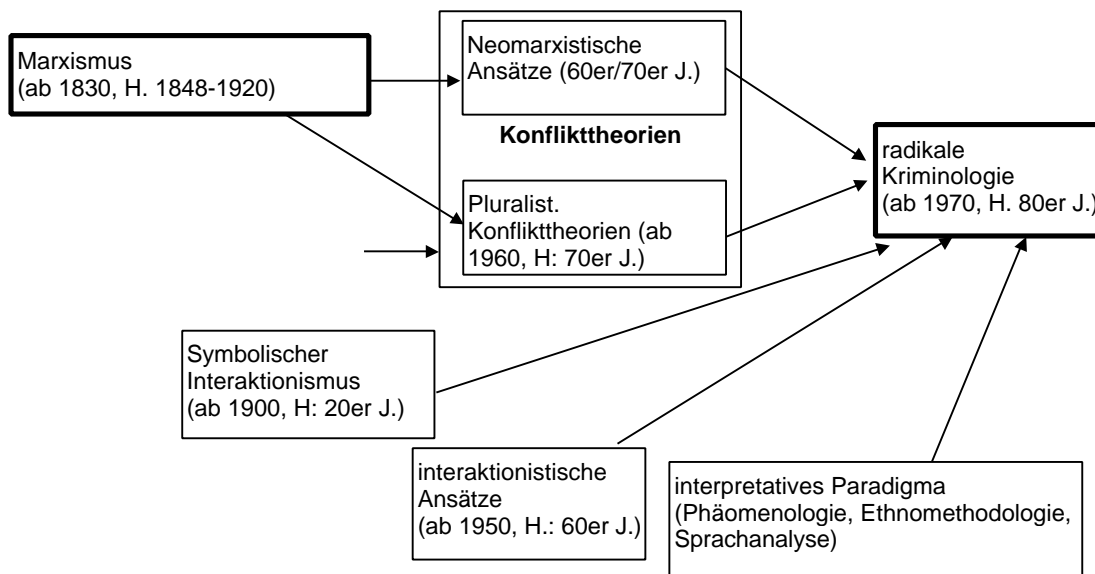 Marxismus
(ab 1830, H. 1848-1920)
Neomarxistische
Ansätze (60er/70er J.)
Konflikttheorien
Pluralist.
Konflikttheorien (ab
1960, H: 70er J.)
radikale
Kriminologie
(ab 1970, H. 80er J.)
Symbolischer
Interaktionismus
(ab 1900, H: 20er J.)
interaktionistische
Ansätze
(ab 1950, H.: 60er J.)
interpretatives Paradigma
(Phäomenologie, Ethnomethodologie,
Sprachanalyse)